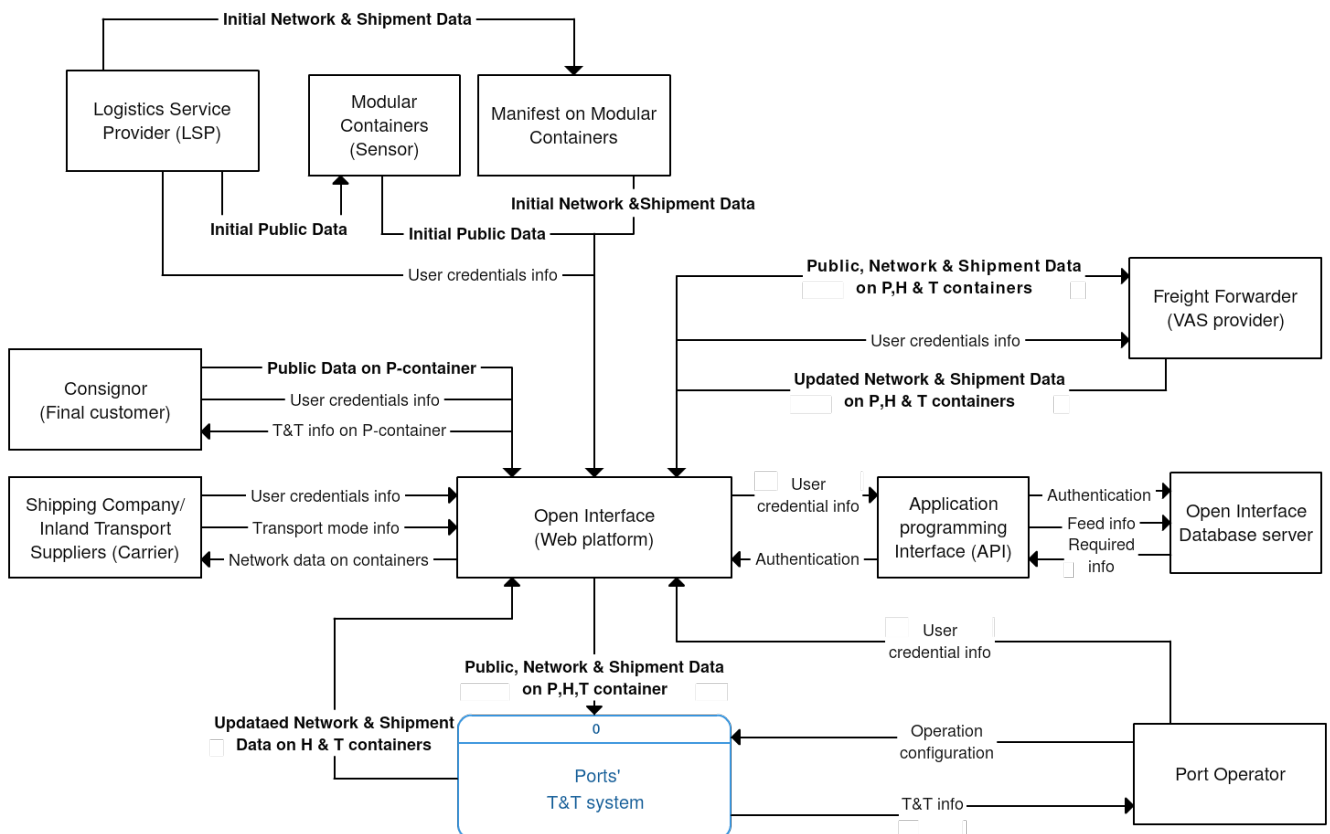 Initial Network & Shipment Data
Logistics Service
Provider (LSP)
Modular
Containers
(Sensor)
Manifest on Modular
Containers
Initial Network &Shipment Data
Initial Public Data
Initial Public Data
User credentials info
Public, Network & Shipment Data
on P,H & T containers
Freight Forwarder
(VAS provider)
User credentials info
Updated Network & Shipment Data
on P,H & T containers
Consignor
(Final customer)
Public Data on P-container
User credentials info
T&T info on P-container
Shipping Company/
Inland Transport
Suppliers (Carrier)
User credentials info
Transport mode info
Network data on containers
Open Interface
(Web platform)
User
credential info
Authentication
Application
programming
Interface (API)
Authentication
Feed info
Required
info
Open Interface
Database server
User
credential info
Public, Network & Shipment Data
on P,H,T container
Updataed Network & Shipment
Data on H & T containers
0
Ports'
T&T system
Operation
configuration
T&T info
Port Operator